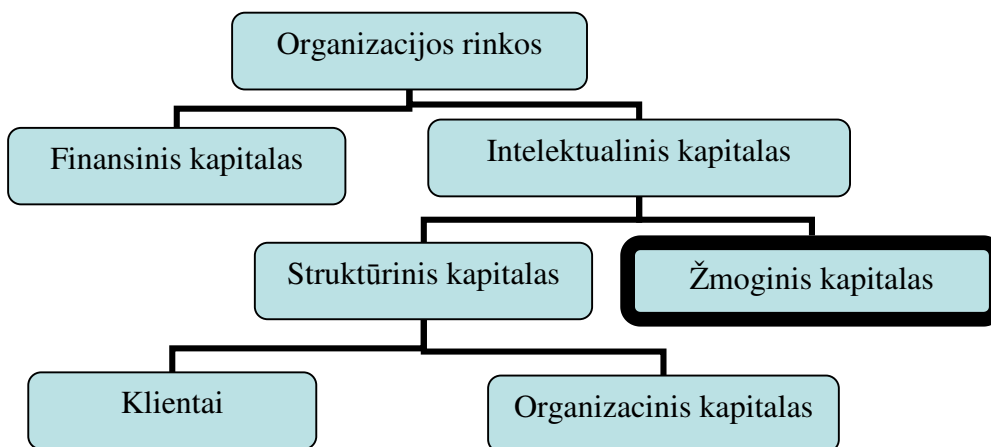 Organizacijos rinkos
Finansinis kapitalas
Intelektualinis kapitalas
Struktūrinis kapitalas
Žmoginis kapitalas
Klientai
Organizacinis kapitalas